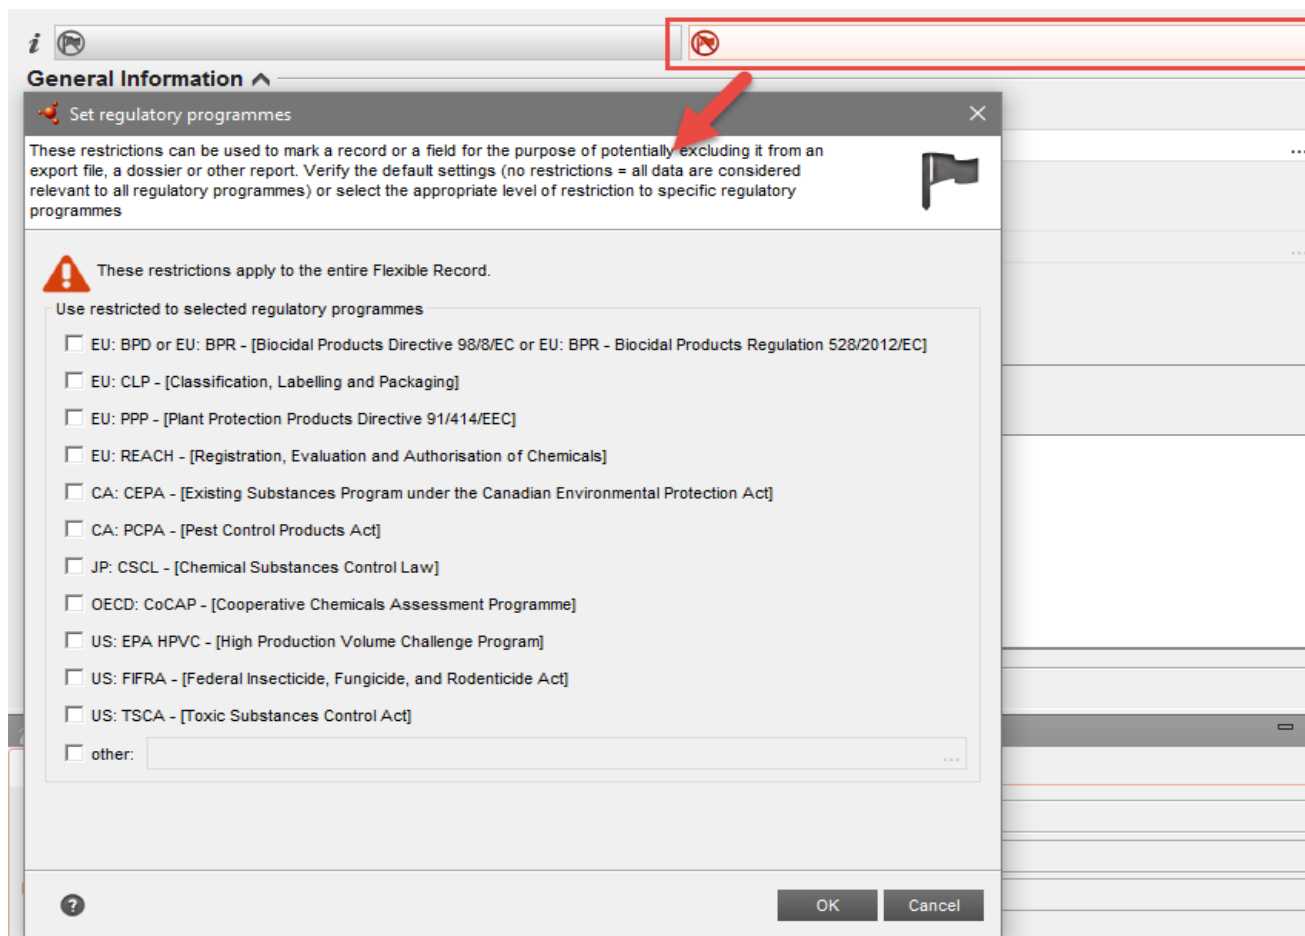 i
General Information
Set regulatory programmes
These restrictions can be used to mark a record or a field for the purpose of potentially excluding it from an
export file, a dossier or other report. Verify the default settings (no restrictions = all data are considered
relevant to all regulatory programmes) or select the appropriate level of restriction to specific regulatory
programmes
...
These restrictions apply to the entire Flexible Record.
...
Use restricted to selected regulatory programmes
EU: BPD or EU: BPR - [Biocidal Products Directive 98/8/EC or EU: BPR - Biocidal Products Regulation 528/2012/EC]
EU: CLP - [Classification, Labelling and Packaging]
EU: PPP - [Plant Protection Products Directive 91/414/EEC]
EU: REACH - [Registration, Evaluation and Authorisation of Chemicals]
CA: CEPA - [Existing Substances Program under the Canadian Environmental Protection Act]
CA: PCPA - [Pest Control Products Act]
JP: CSCL - [Chemical Substances Control Law]
OECD: CoCAP - [Cooperative Chemicals Assessment Programme]
US: EPA HPVC - [High Production Volume Challenge Program]
US: FIFRA - [Federal Insecticide, Fungicide, and Rodenticide Act]
US: TSCA - [Toxic Substances Control Act]
other: ...
? OK Cancel